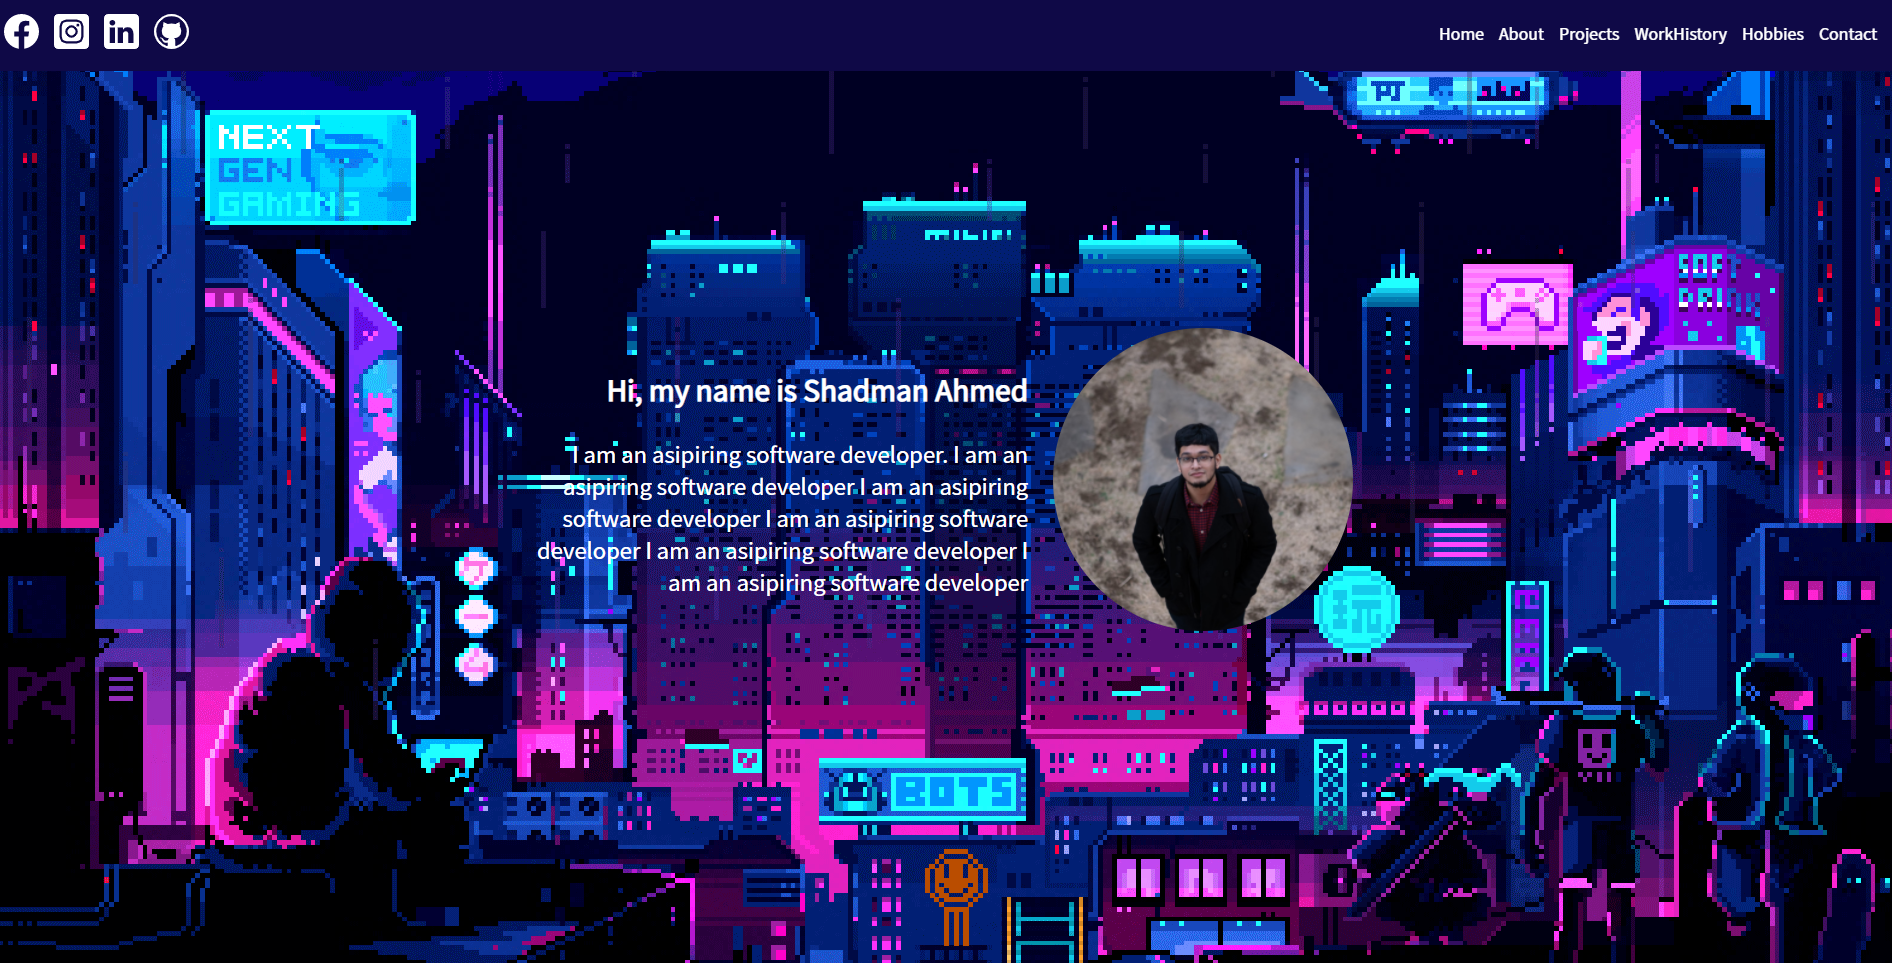 Home About Projects WorkHistory Hobbies Contact
NEXT
GEN
GAMING
Hi, my name is Shadman Ahmed
I am an asipiring software developer. I am an
asipiring software developer I am an asipiring
software developer I am an asipiring software
developer I am an asipiring software developer I
am an asipiring software developer
玩
BOTS